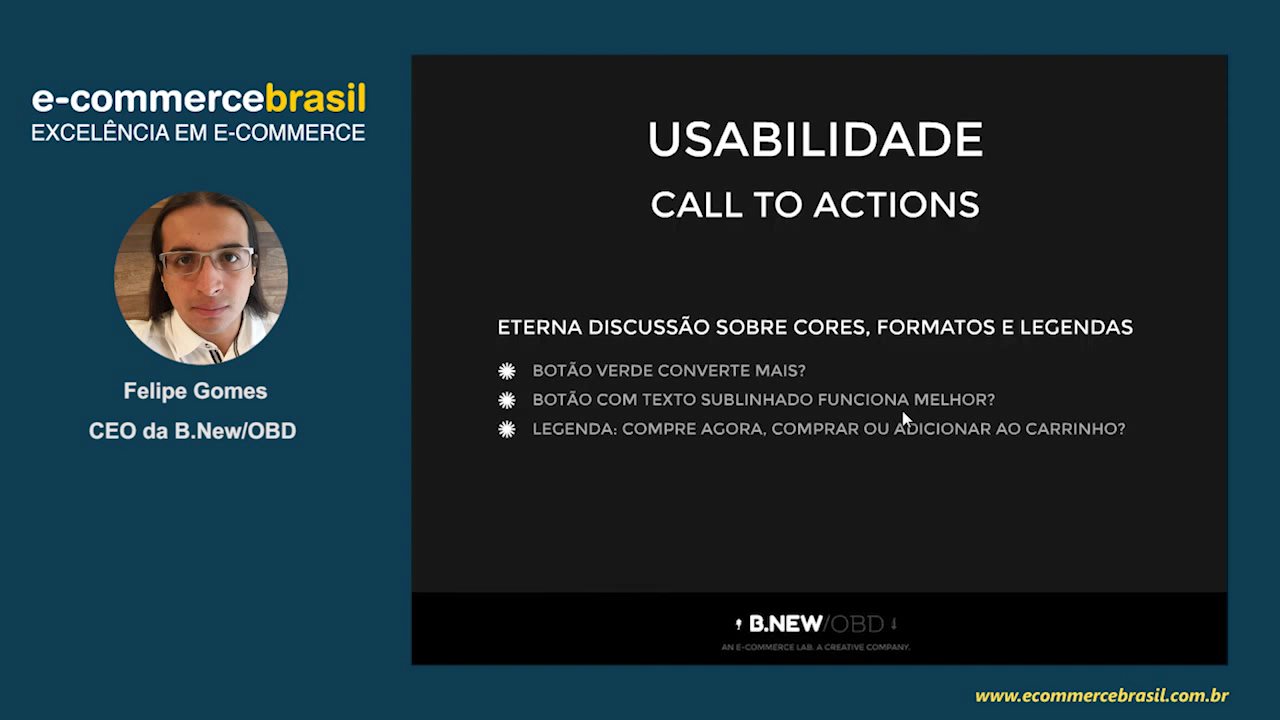 e-commercebrasil
EXCELÊNCIA EM E-COMMERCE
Felipe Gomes
CEO da B.New/OBD
USABILIDADE
CALL TO ACTIONS
ETERNA DISCUSSÃO SOBRE CORES, FORMATOS E LEGENDAS
BOTÃO VERDE CONVERTE MAIS?
BOTÃO COM TEXTO SUBLINHADO FUNCIONA MELHOR?
LEGENDA: COMPRE AGORA, COMPRAR OU ADICIONAR AO CARRINHO?
B.NEW/OBD
AN E-COMMERCE LAB. A CREATIVE COMPANY.
www.ecommercebrasil.com.br